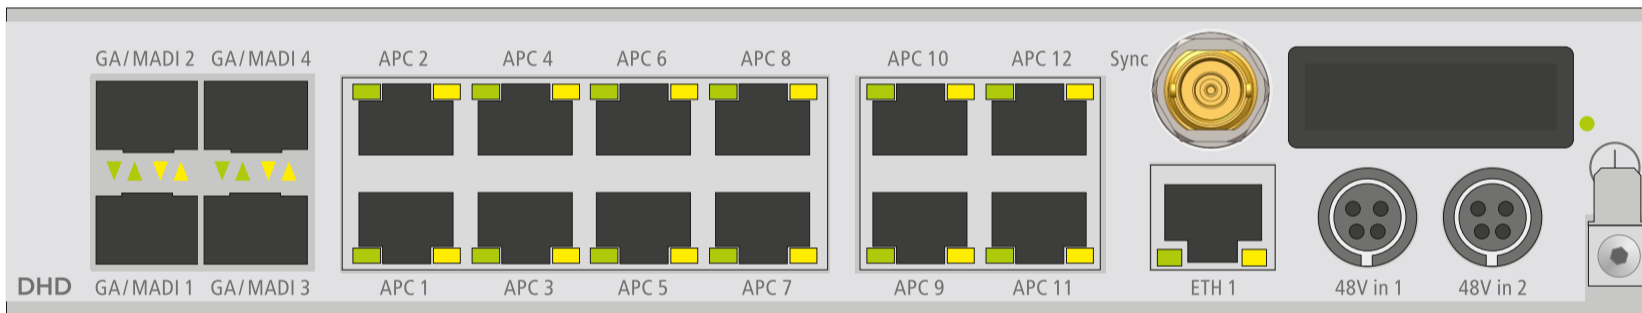 GA/MADI 2 GA/MADI 4 APC 2 APC 4 APC 6 APC 8 APC 10 APC 12 Sync
DHD GA/MADI 1 GA/MADI 3 APC 1 APC 3 APC 5 APC 7 APC 9 APC 11 ETH 1 48V in 1 48V in 2